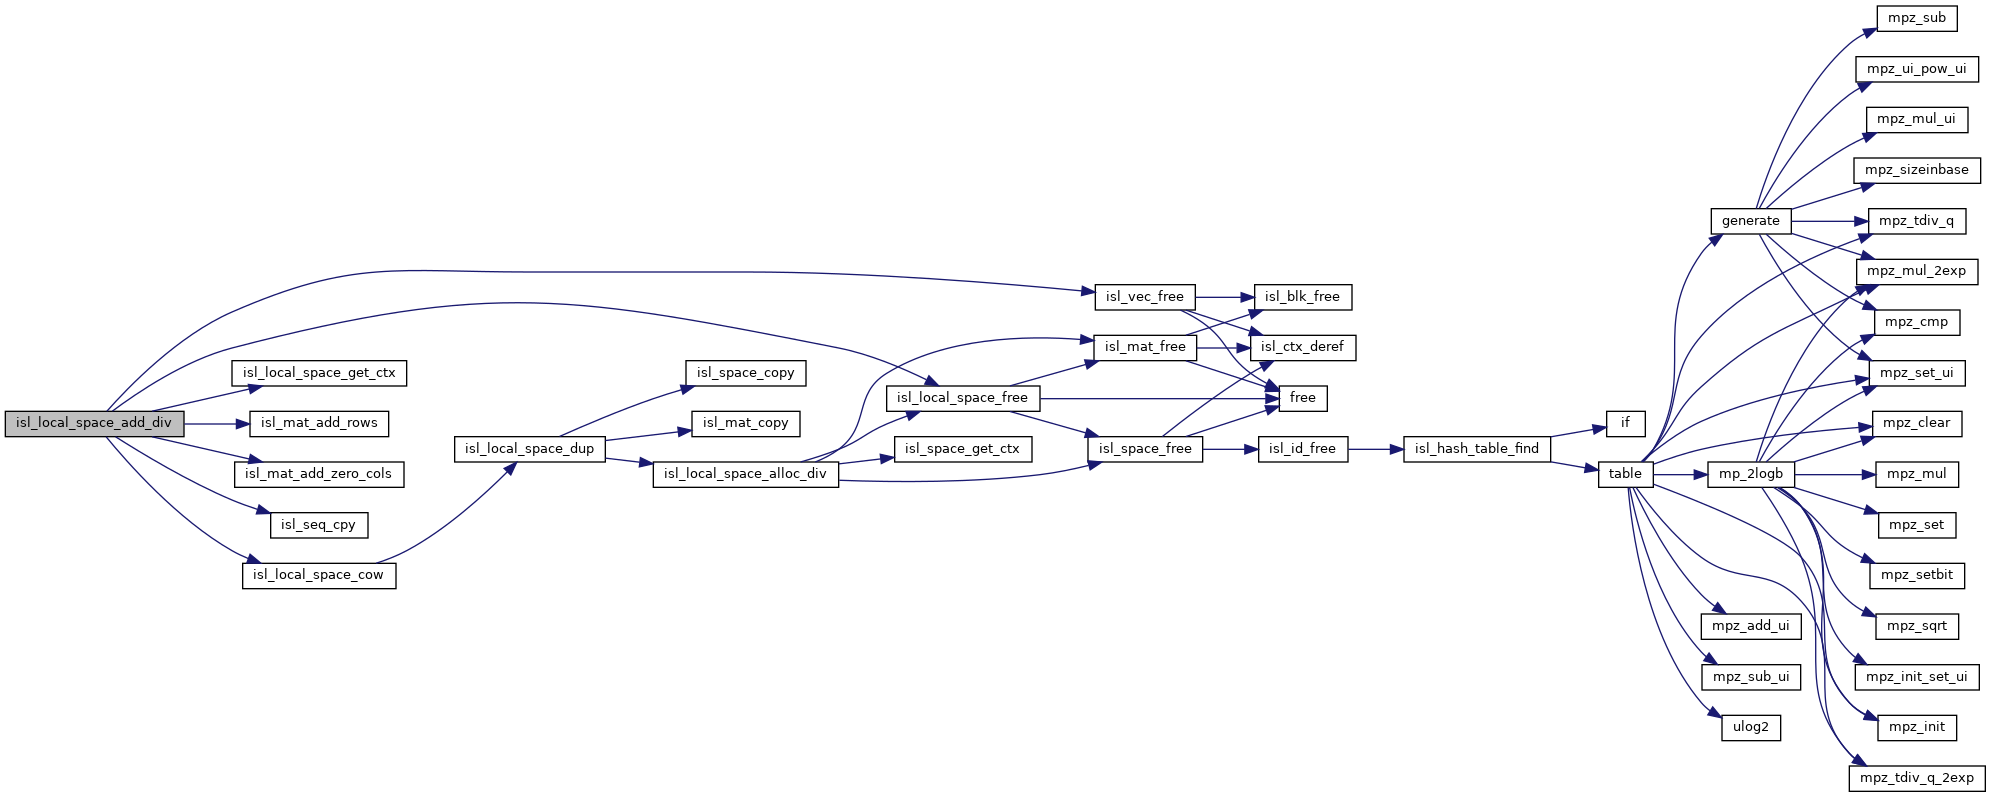 isl_local_space_add_div
isl_local_space_get_ctx
isl_mat_add_rows
isl_mat_add_zero_cols
isl_seq_cpy
isl_local_space_cow
isl_local_space_dup
isl_space_copy
isl_mat_copy
isl_local_space_alloc_div
isl_local_space_free
isl_space_get_ctx
isl_vec_free
isl_mat_free
isl_space_free
isl_blk_free
isl_ctx_deref
free
isl_id_free
isl_hash_table_find
if
table
generate
mp_2logb
mpz_add_ui
mpz_sub_ui
ulog2
mpz_sub
mpz_ui_pow_ui
mpz_mul_ui
mpz_sizeinbase
mpz_tdiv_q
mpz_mul_2exp
mpz_cmp
mpz_set_ui
mpz_clear
mpz_mul
mpz_set
mpz_setbit
mpz_sqrt
mpz_init_set_ui
mpz_init
mpz_tdiv_q_2exp